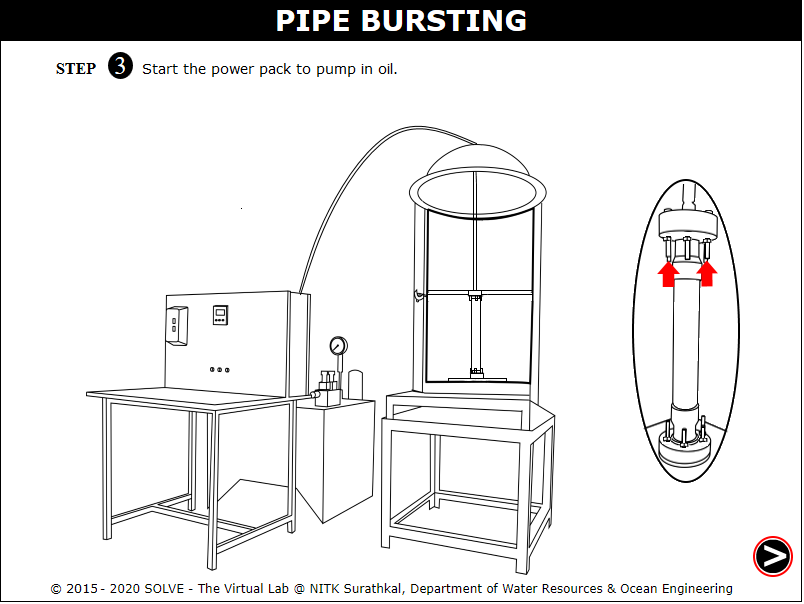 PIPE BURSTING
STEP 3 Start the power pack to pump in oil.
>
© 2015 - 2020 SOLVE - The Virtual Lab @ NITK Surathkal, Department of Water Resources & Ocean Engineering